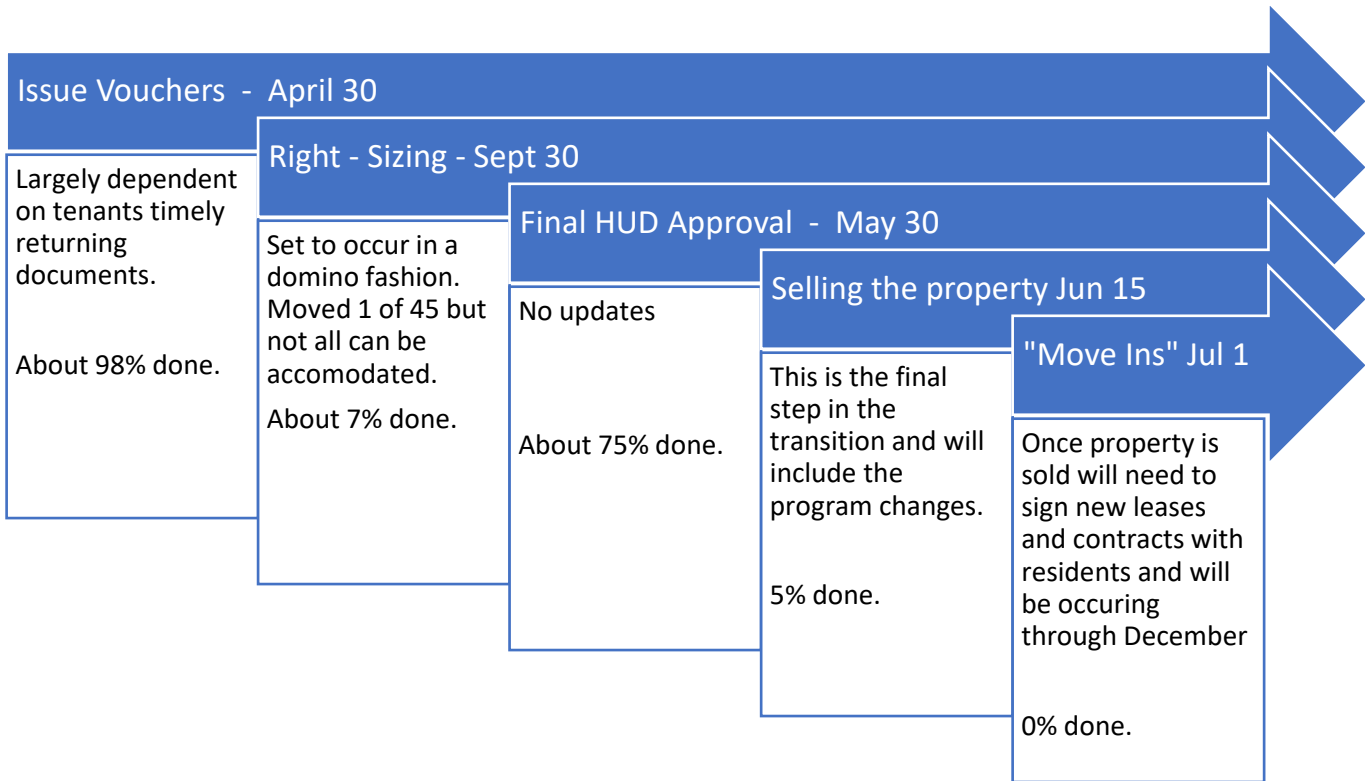 Issue Vouchers - April 30
Largely dependent
on tenants timely
returning
documents.
About 98% done.
Right - Sizing - Sept 30
Set to occur in a
domino fashion.
Moved 1 of 45 but
not all can be
accomodated.
About 7% done.
Final HUD Approval - May 30
No updates
About 75% done.
Selling the property Jun 15
This is the final
step in the
transition and will
include the
program changes.
5% done.
"Move Ins" Jul 1
Once property is
sold will need to
sign new leases
and contracts with
residents and will
be occuring
through December
0% done.